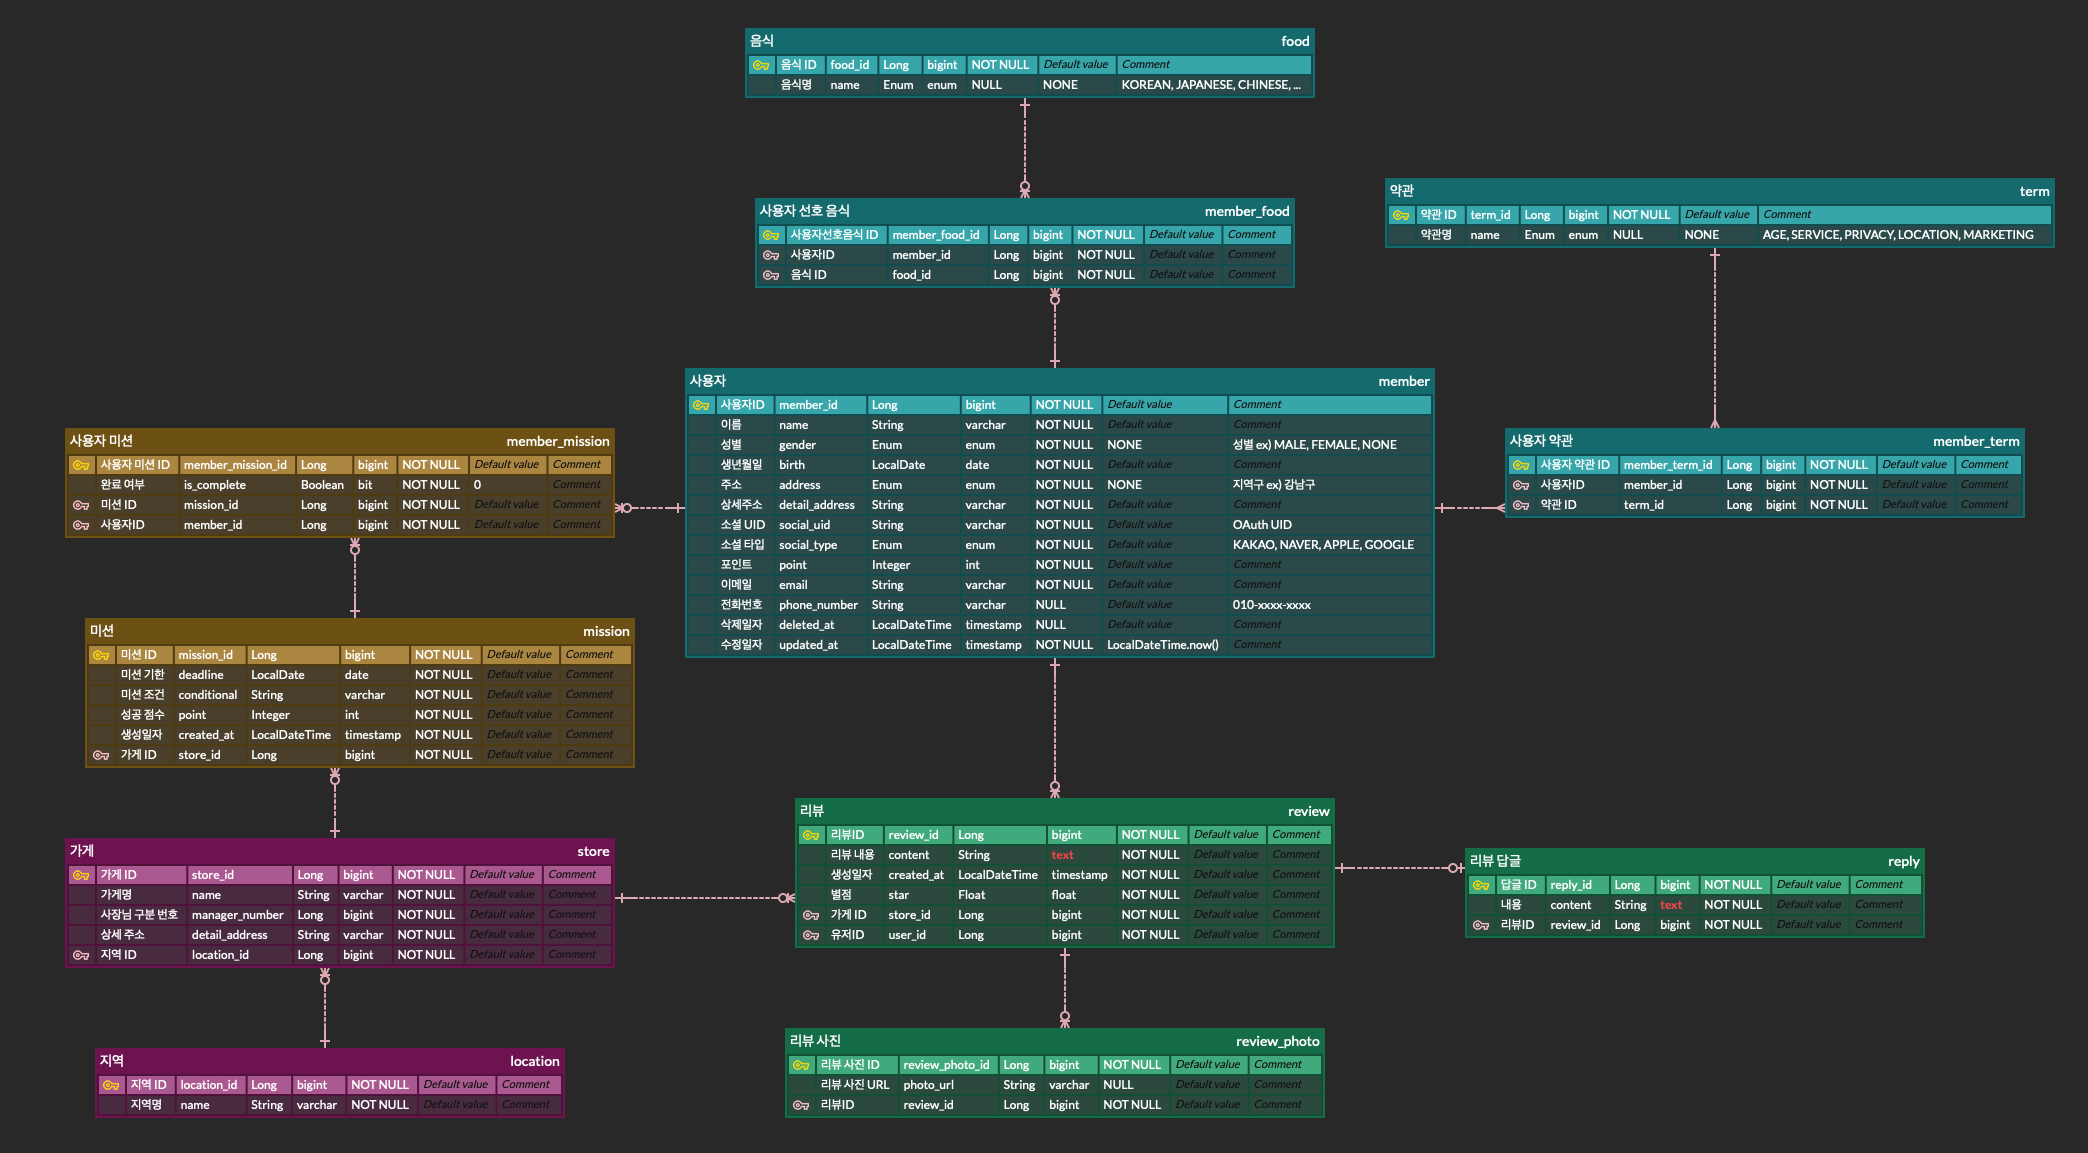 음식 food
음식 ID food_id Long bigint NOT NULL Default value Comment
음식명 name Enum enum NULL NONE KOREAN, JAPANESE, CHINESE, ...
약관 term
약관 ID term_id Long bigint NOT NULL Default value Comment
약관명 name Enum enum NULL NONE AGE, SERVICE, PRIVACY, LOCATION, MARKETING
사용자 선호 음식 member_food
사용자선호음식 ID member_food_id Long bigint NOT NULL Default value Comment
사용자ID member_id Long bigint NOT NULL Default value Comment
음식 ID food_id Long bigint NOT NULL Default value Comment
사용자 member
사용자ID member_id Long bigint NOT NULL Default value Comment
이름 name String varchar NOT NULL Default value Comment
성별 gender Enum enum NOT NULL NONE 성별 ex) MALE, FEMALE, NONE
생년월일 birth LocalDate date NOT NULL Default value Comment
주소 address Enum enum NOT NULL NONE 지역구 ex) 강남구
상세주소 detail_address String varchar NOT NULL Default value Comment
소셜 UID social_uid String varchar NOT NULL Default value OAuth UID
소셜 타입 social_type Enum enum NOT NULL Default value KAKAO, NAVER, APPLE, GOOGLE
포인트 point Integer int NOT NULL Default value Comment
이메일 email String varchar NOT NULL Default value Comment
전화번호 phone_number String varchar NULL Default value 010-xxxx-xxxx
삭제일자 deleted_at LocalDateTime timestamp NULL Default value Comment
수정일자 updated_at LocalDateTime timestamp NOT NULL LocalDateTime.now() Comment
사용자 미션 member_mission
사용자 미션 ID member_mission_id Long bigint NOT NULL Default value Comment
완료 여부 is_complete Boolean bit NOT NULL 0 Comment
미션 ID mission_id Long bigint NOT NULL Default value Comment
사용자ID member_id Long bigint NOT NULL Default value Comment
사용자 약관 member_term
사용자 약관 ID member_term_id Long bigint NOT NULL Default value Comment
사용자ID member_id Long bigint NOT NULL Default value Comment
약관 ID term_id Long bigint NOT NULL Default value Comment
미션 mission
미션 ID mission_id Long bigint NOT NULL Default value Comment
미션 기한 deadline LocalDate date NOT NULL Default value Comment
미션 조건 conditional String varchar NOT NULL Default value Comment
성공 점수 point Integer int NOT NULL Default value Comment
생성일자 created_at LocalDateTime timestamp NOT NULL Default value Comment
가게 ID store_id Long bigint NOT NULL Default value Comment
가게 store
가게 ID store_id Long bigint NOT NULL Default value Comment
가게명 name String varchar NOT NULL Default value Comment
사장님 구분 번호 manager_number Long bigint NOT NULL Default value Comment
상세 주소 detail_address String varchar NOT NULL Default value Comment
지역 ID location_id Long bigint NOT NULL Default value Comment
리뷰 review
리뷰ID review_id Long bigint NOT NULL Default value Comment
리뷰 내용 content String text NOT NULL Default value Comment
생성일자 created_at LocalDateTime timestamp NOT NULL Default value Comment
별점 star Float float NOT NULL Default value Comment
가게 ID store_id Long bigint NOT NULL Default value Comment
유저ID user_id Long bigint NOT NULL Default value Comment
리뷰 답글 reply
답글 ID reply_id Long bigint NOT NULL Default value Comment
내용 content String text NOT NULL Default value Comment
리뷰ID review_id Long bigint NOT NULL Default value Comment
지역 location
지역 ID location_id Long bigint NOT NULL Default value Comment
지역명 name String varchar NOT NULL Default value Comment
리뷰 사진 review_photo
리뷰 사진 ID review_photo_id Long bigint NOT NULL Default value Comment
리뷰 사진 URL photo_url String varchar NULL Default value Comment
리뷰ID review_id Long bigint NOT NULL Default value Comment